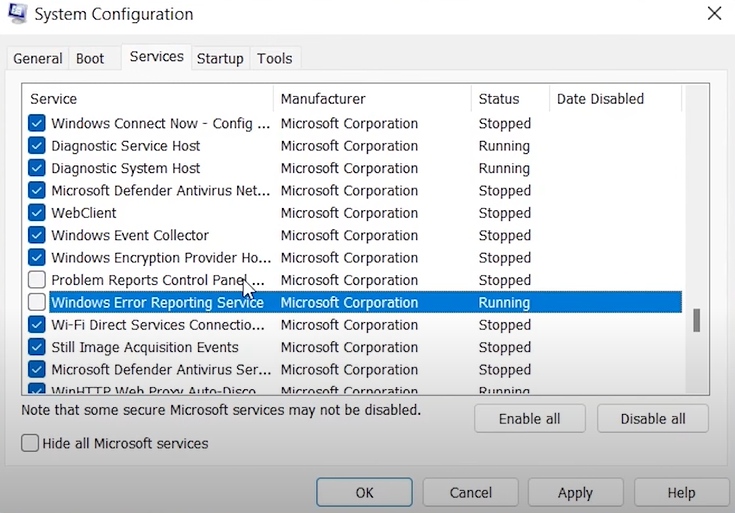 System Configuration
General Boot Services Startup Tools
Service Manufacturer Status Date Disabled
Windows Connect Now - Config ... Microsoft Corporation Stopped
Diagnostic Service Host Microsoft Corporation Running
Diagnostic System Host Microsoft Corporation Running
Microsoft Defender Antivirus Net... Microsoft Corporation Stopped
WebClient Microsoft Corporation Stopped
Windows Event Collector Microsoft Corporation Stopped
Windows Encryption Provider Ho... Microsoft Corporation Stopped
Problem Reports Control Panel ... Microsoft Corporation Stopped
Windows Error Reporting Service Microsoft Corporation Running
Wi-Fi Direct Services Connectio... Microsoft Corporation Stopped
Still Image Acquisition Events Microsoft Corporation Stopped
Microsoft Defender Antivirus Ser... Microsoft Corporation Stopped
WinHTTP Web Proxy Auto-Disco... Microsoft Corporation Running
Note that some secure Microsoft services may not be disabled.
Enable all Disable all
Hide all Microsoft services
OK Cancel Apply Help